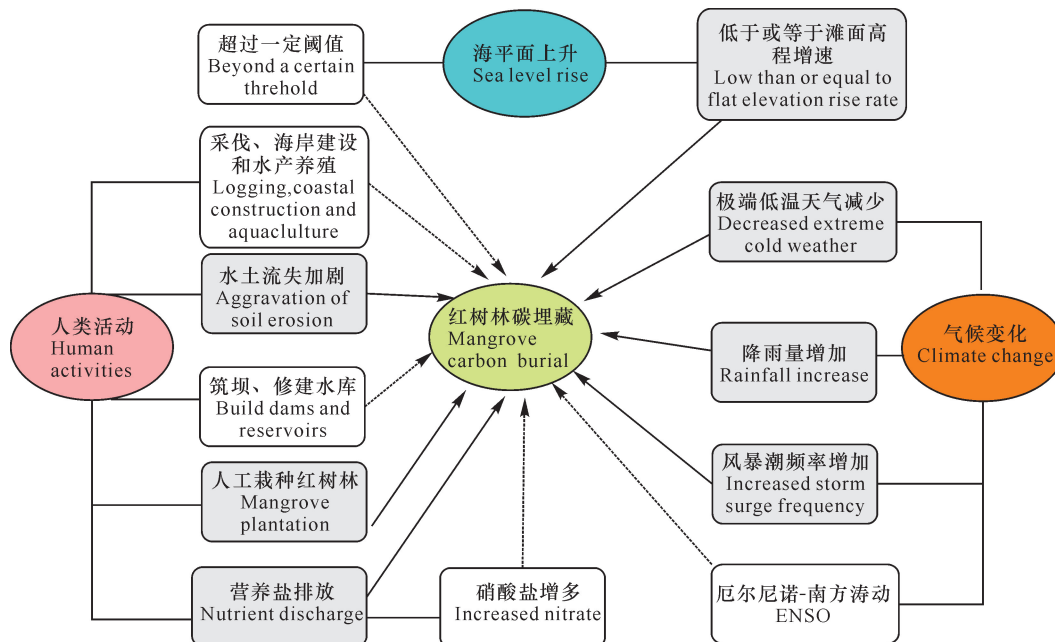 超过一定阈值
Beyond a certain
threhold
海平面上升
Sea level rise
低于或等于滩面高
程增速
Low than or equal to
flat elevation rise rate
采伐、海岸建设
和水产养殖
Logging,coastal
construction and
aquaclulture
极端低温天气减少
Decreased extreme
cold weather
水土流失加剧
Aggravation of
soil erosion
人类活动
Human
activities
红树林碳埋藏
Mangrove
carbon burial
降雨量增加
Rainfall increase
气候变化
Climate change
筑坝、修建水库
Build dams and
reservoirs
人工栽种红树林
Mangrove
plantation
风暴潮频率增加
Increased storm
surge frequency
营养盐排放
Nutrient discharge
硝酸盐增多
Increased nitrate
厄尔尼诺-南方涛动
ENSO